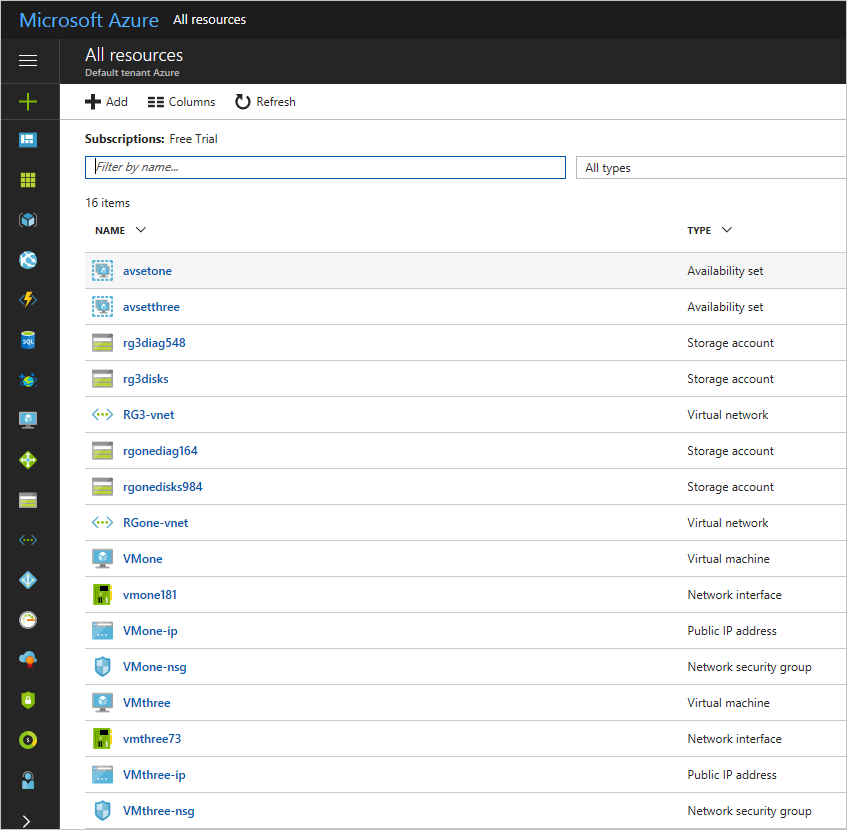 Microsoft Azure All resources
All resources
Default tenant Azure
Add Columns Refresh
Subscriptions: Free Trial
Filter by name... All types
16 items
NAME TYPE
avsetone Availability set
avsetthree Availability set
rg3diag548 Storage account
rg3disks Storage account
RG3-vnet Virtual network
rgonediag164 Storage account
rgonedisks984 Storage account
RGone-vnet Virtual network
VMone Virtual machine
vmone181 Network interface
VMone-ip Public IP address
VMone-nsg Network security group
VMthree Virtual machine
vmthree73 Network interface
VMthree-ip Public IP address
VMthree-nsg Network security group
SQL